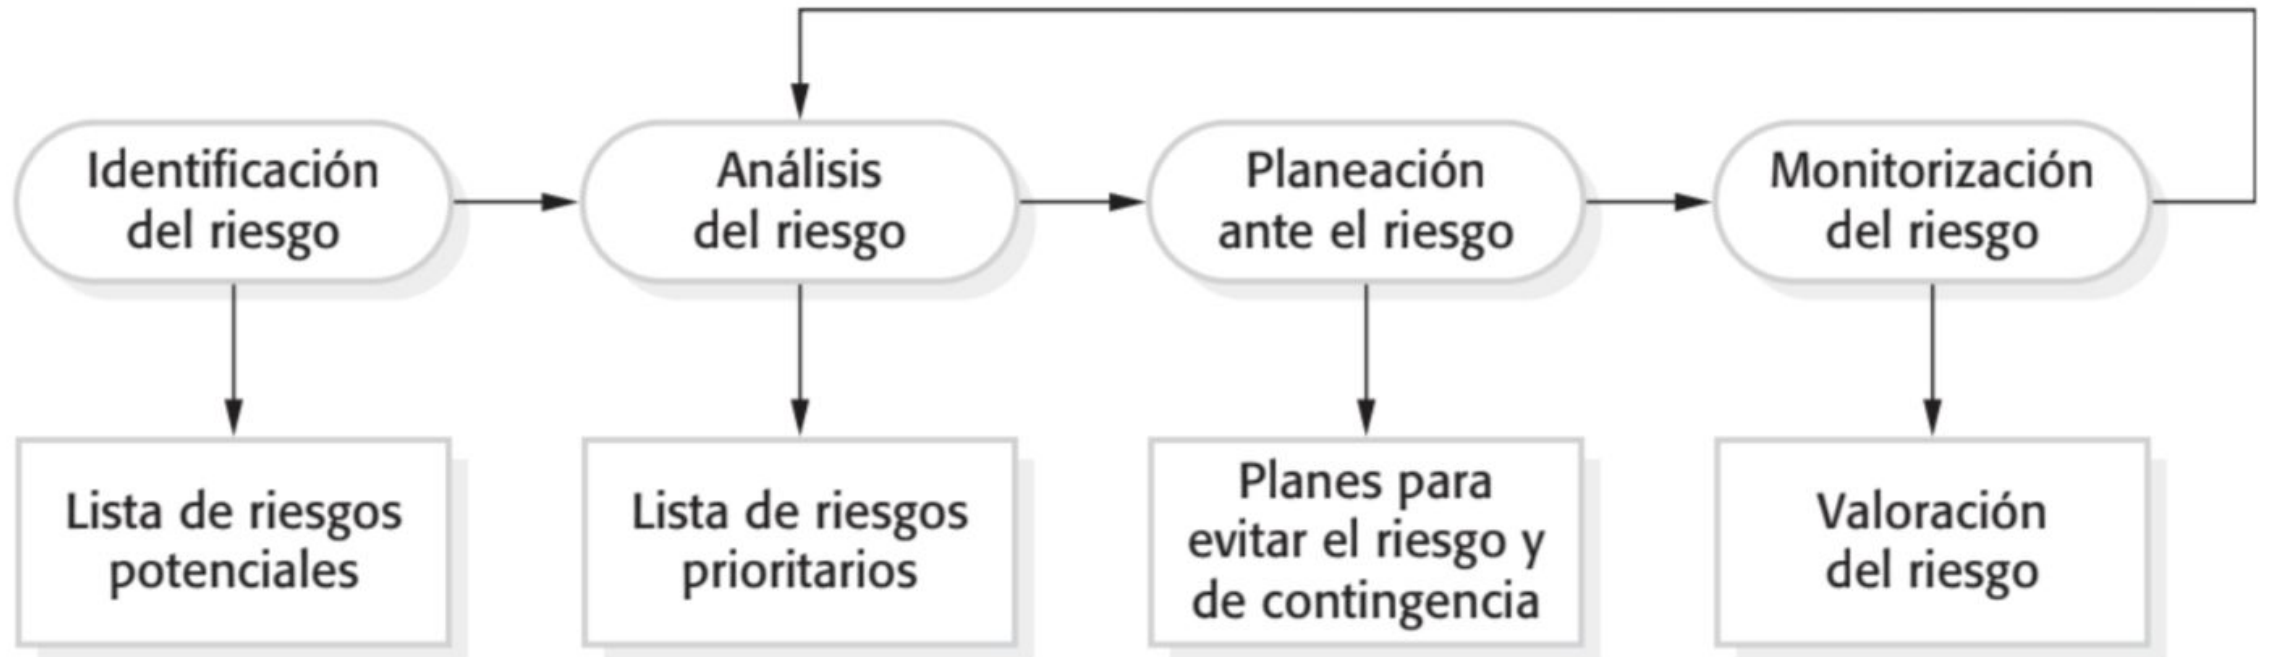 Identificación
del riesgo
Análisis
del riesgo
Planeación
ante el riesgo
Monitorización
del riesgo
Lista de riesgos
potenciales
Lista de riesgos
prioritarios
Planes para
evitar el riesgo y
de contingencia
Valoración
del riesgo